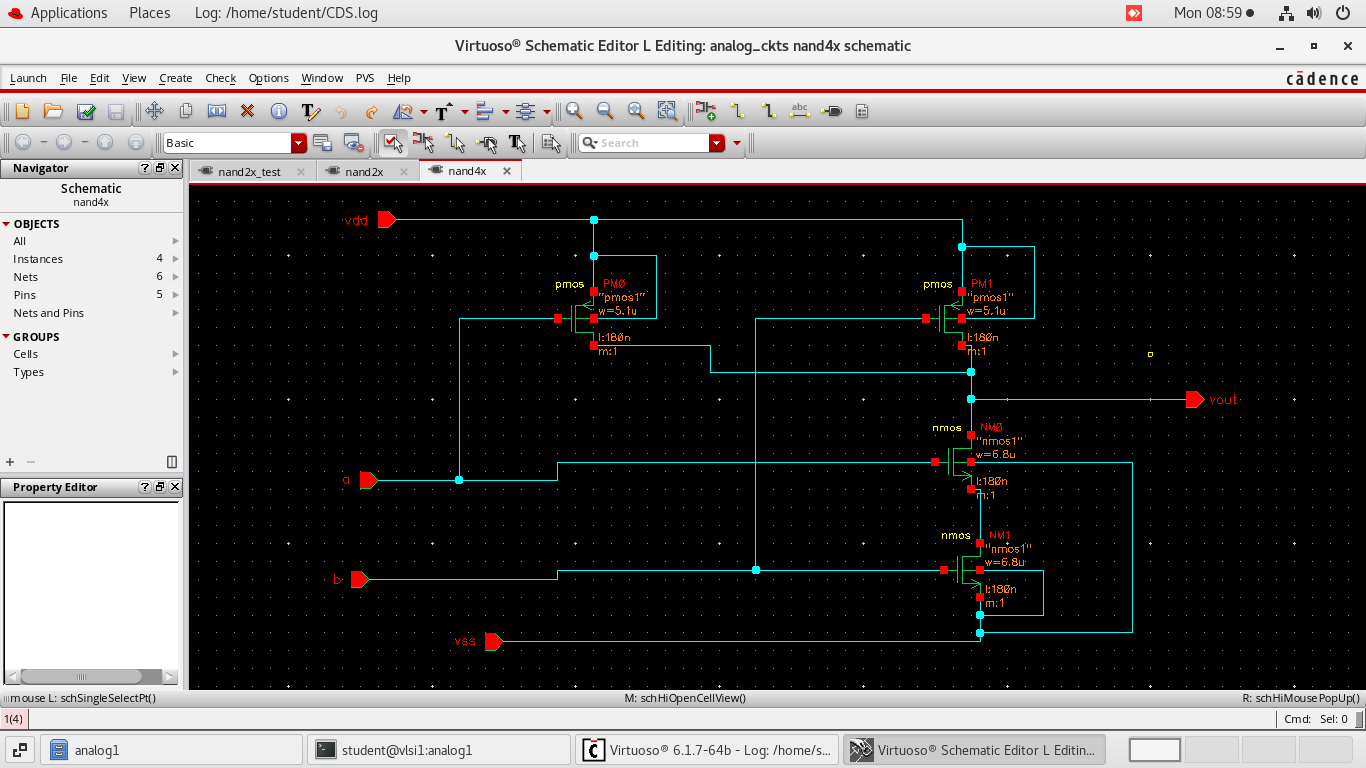 Applications Places Log: /home/student/CDS.log Mon 08:59
Virtuoso® Schematic Editor L Editing: analog_ckts nand4x schematic
Launch File Edit View Create Check Options Window PVS Help cādence
Basic Search
Navigator nand2x_test nand2x nand4x
Schematic
nand4x
OBJECTS
All
Instances 4
Nets 6
Pins 5
Nets and Pins
GROUPS
Cells
Types
Property Editor
vdd
pmos PM0
"pmos1"
w=5.1u
l:180n
m:1
pmos PM1
"pmos1"
w=5.1u
l:180n
m:1
vout
nmos NM0
"nmos1"
w=6.8u
l:180n
m:1
a
nmos NM1
"nmos1"
w=6.8u
l:180n
m:1
b
vss
mouse L: schSingleSelectPt() M: schHiOpenCellView() R: schHiMousePopUp()
1(4) Cmd: Sel: 0
analog1 student@vlsi1:analog1 Virtuoso® 6.1.7-64b - Log: /home/s... Virtuoso® Schematic Editor L Editin...